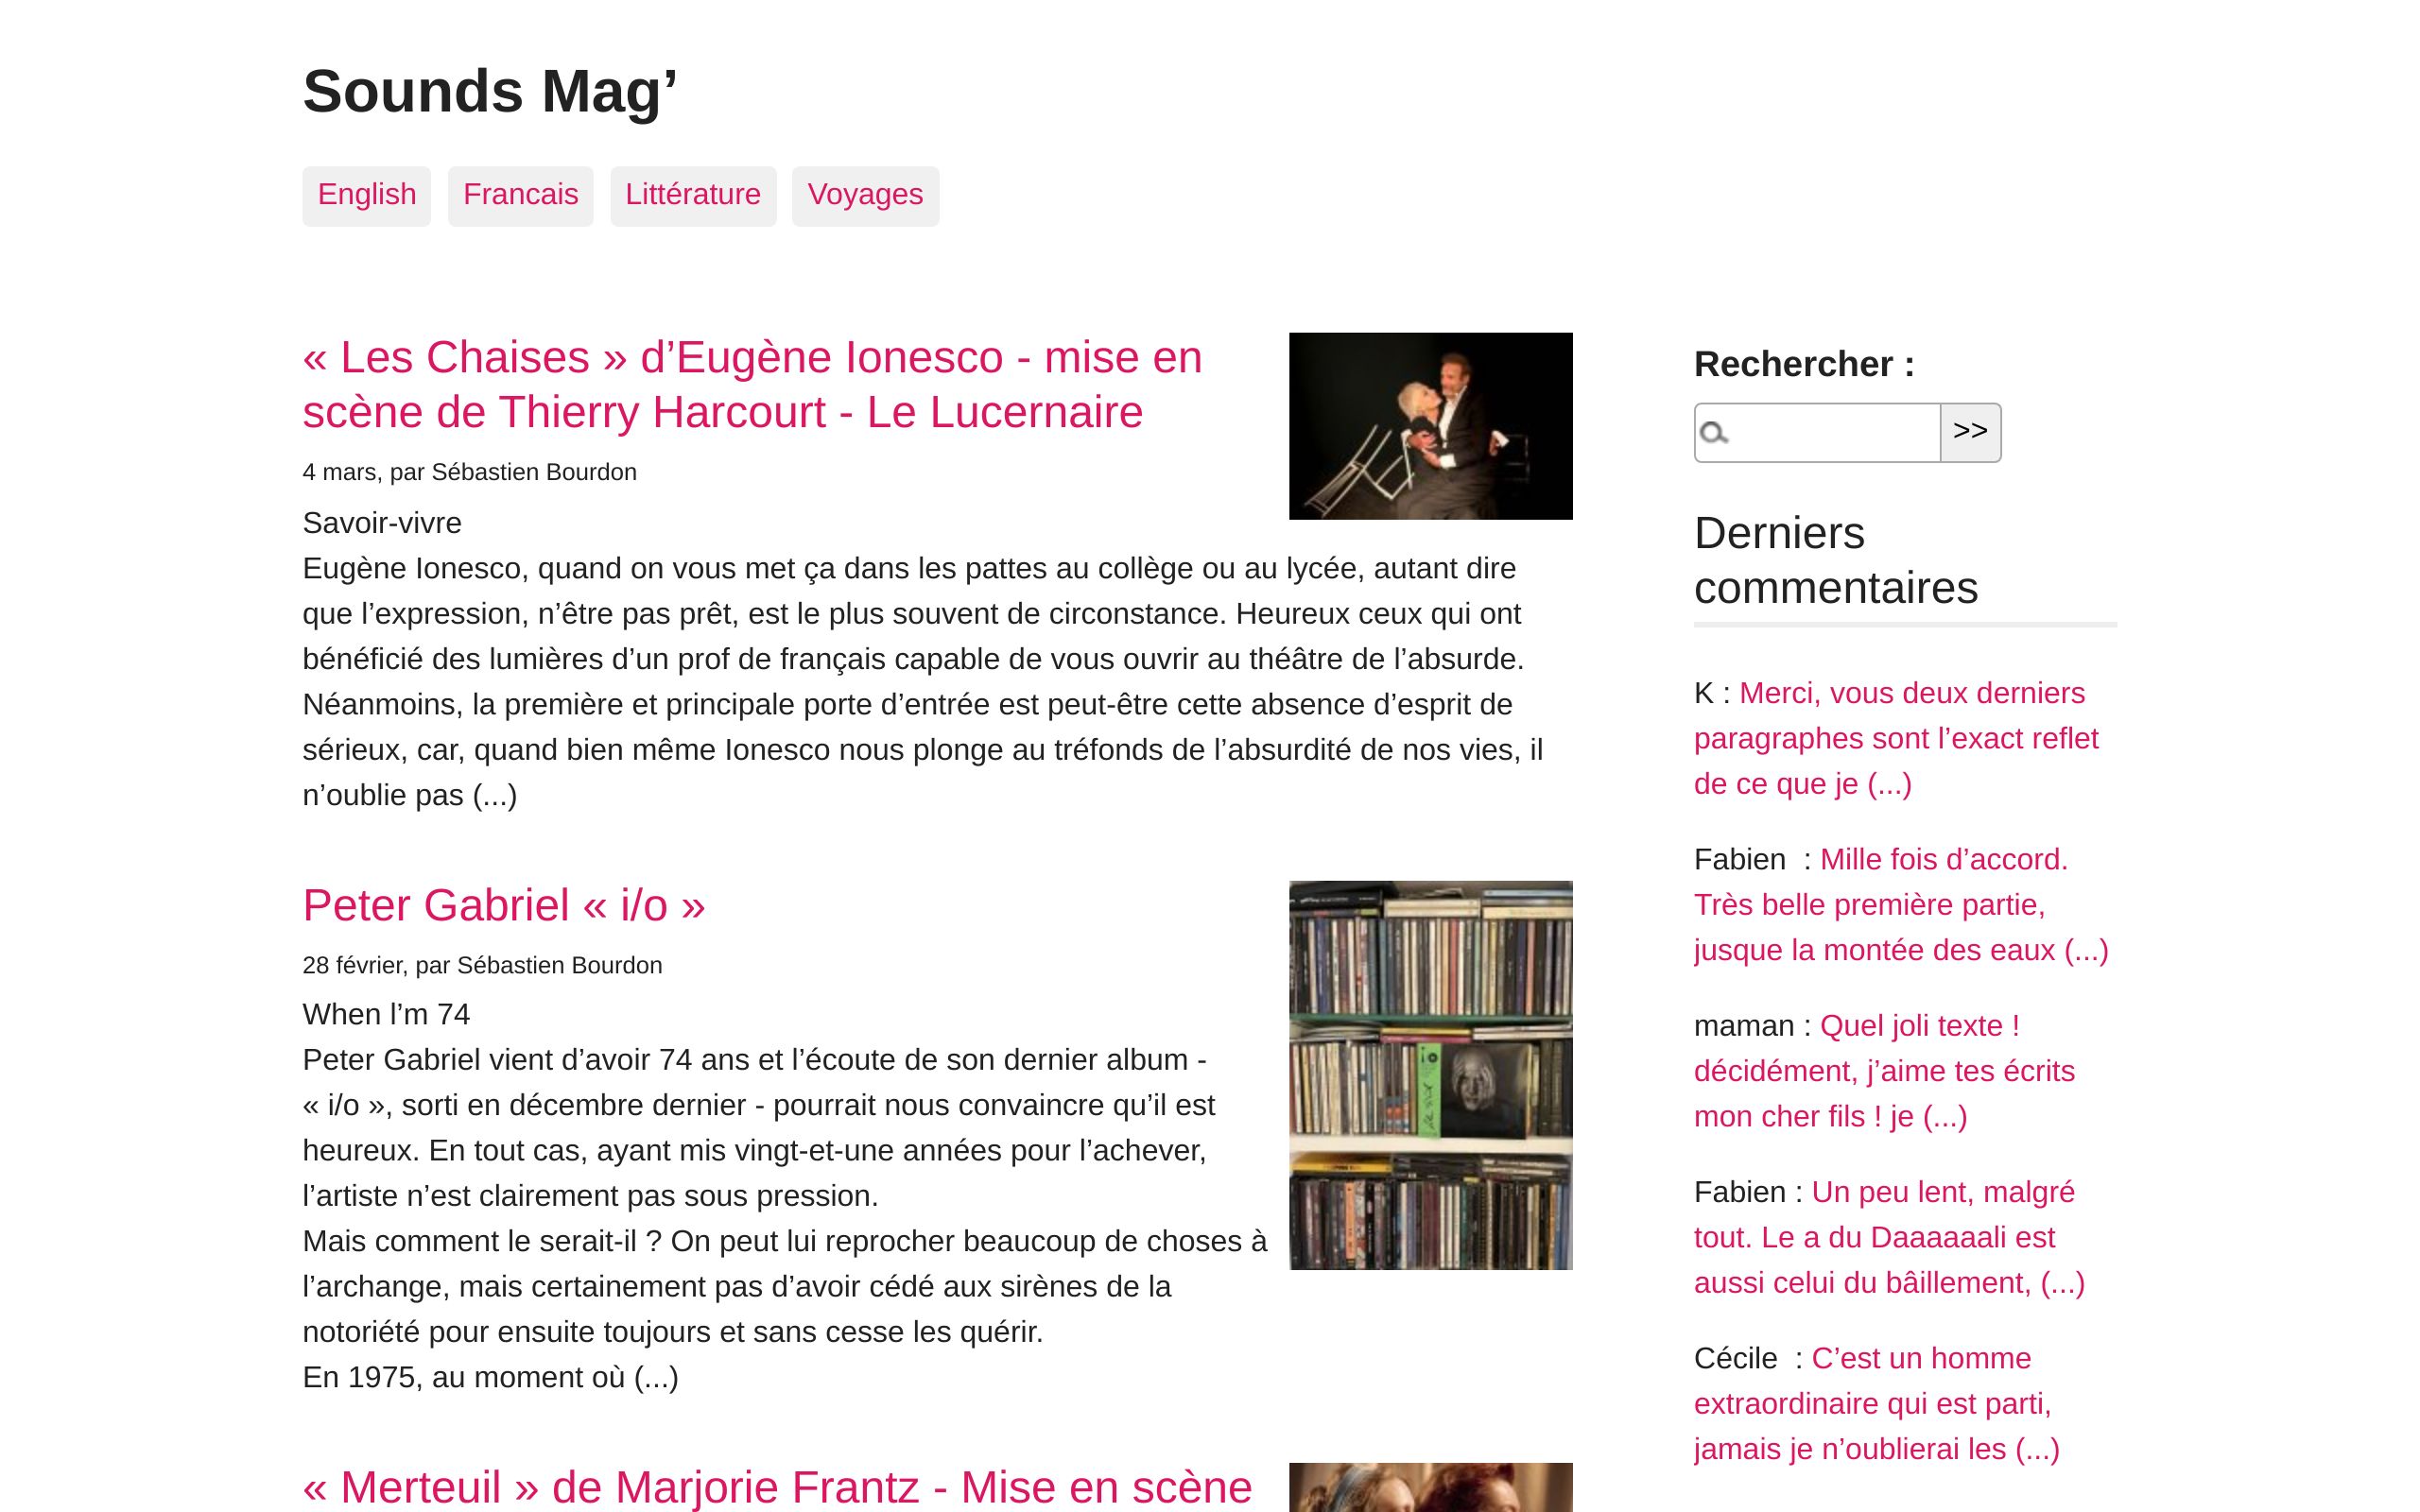 Sounds Mag’
English
Francais
Littérature
Voyages
« Les Chaises » d’Eugène Ionesco - mise en
scène de Thierry Harcourt - Le Lucernaire
4 mars, par Sébastien Bourdon
Savoir-vivre
Eugène Ionesco, quand on vous met ça dans les pattes au collège ou au lycée, autant dire
que l’expression, n’être pas prêt, est le plus souvent de circonstance. Heureux ceux qui ont
bénéficié des lumières d’un prof de français capable de vous ouvrir au théâtre de l’absurde.
Néanmoins, la première et principale porte d’entrée est peut-être cette absence d’esprit de
sérieux, car, quand bien même Ionesco nous plonge au tréfonds de l’absurdité de nos vies, il
n’oublie pas (...)
Peter Gabriel « i/o »
28 février, par Sébastien Bourdon
When l’m 74
Peter Gabriel vient d’avoir 74 ans et l’écoute de son dernier album -
« i/o », sorti en décembre dernier - pourrait nous convaincre qu’il est
heureux. En tout cas, ayant mis vingt-et-une années pour l’achever,
l’artiste n’est clairement pas sous pression.
Mais comment le serait-il ? On peut lui reprocher beaucoup de choses à
l’archange, mais certainement pas d’avoir cédé aux sirènes de la
notoriété pour ensuite toujours et sans cesse les quérir.
En 1975, au moment où (...)
« Merteuil » de Marjorie Frantz - Mise en scène
Rechercher :
>>
Derniers
commentaires
K : Merci, vous deux derniers
paragraphes sont l’exact reflet
de ce que je (...)
Fabien  : Mille fois d’accord.
Très belle première partie,
jusque la montée des eaux (...)
maman : Quel joli texte !
décidément, j’aime tes écrits
mon cher fils ! je (...)
Fabien : Un peu lent, malgré
tout. Le a du Daaaaaali est
aussi celui du bâillement, (...)
Cécile  : C’est un homme
extraordinaire qui est parti,
jamais je n’oublierai les (...)